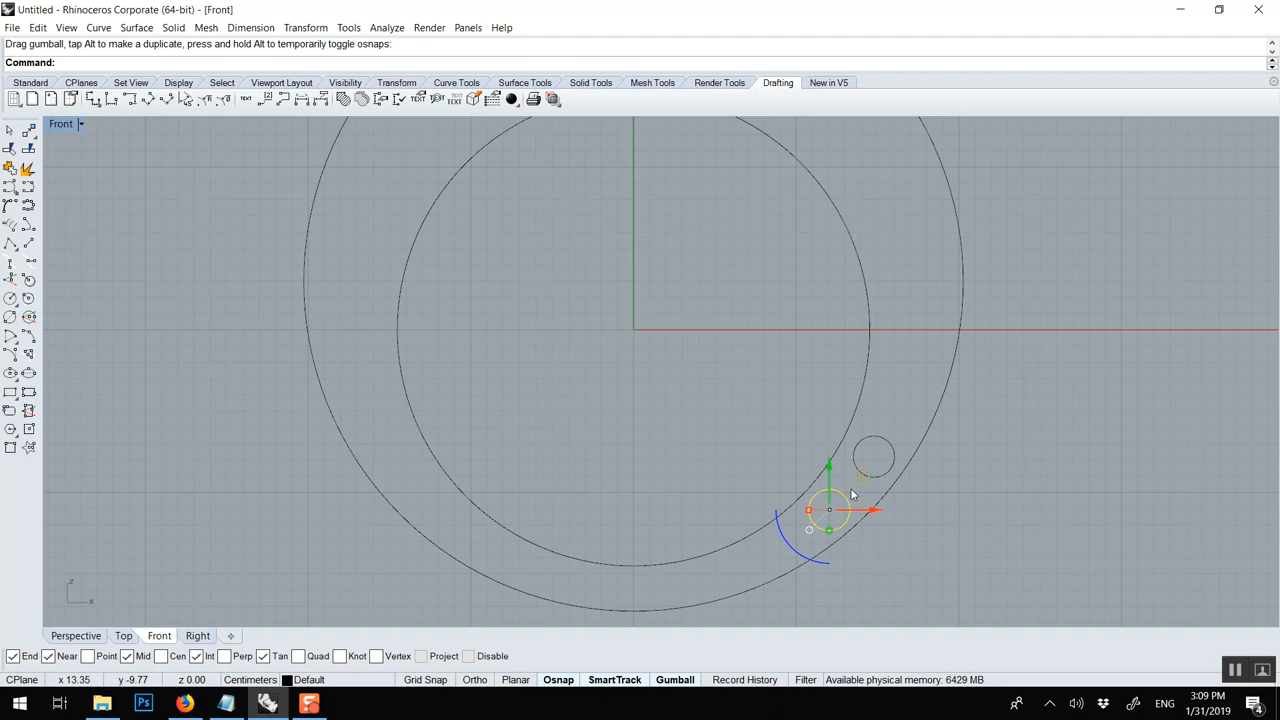 Untitled - Rhinoceros Corporate (64-bit) - [Front]
File Edit View Curve Surface Solid Mesh Dimension Transform Tools Analyze Render Panels Help
Drag gumball, tap Alt to make a duplicate, press and hold Alt to temporarily toggle osnaps:
Command:
Standard CPlanes Set View Display Select Viewport Layout Visibility Transform Curve Tools Surface Tools Solid Tools Mesh Tools Render Tools Drafting New in V5
Front
z
x
Perspective Top Front Right
End Near Point Mid Cen Int Perp Tan Quad Knot Vertex Project Disable
CPlane x 13.35 y -9.77 z 0.00 Centimeters Default Grid Snap Ortho Planar Osnap SmartTrack Gumball Record History Filter Available physical memory: 6429 MB
Ps ENG 3:09 PM
1/31/2019 4